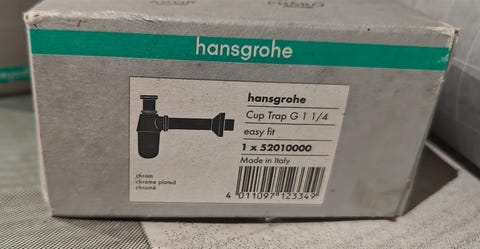 hansgrohe
hansgrohe
Cup Trap G 1 1/4
easy fit
1 x 52010000
Made in Italy
chrom
chrome plated
chromé
4 011097 123349